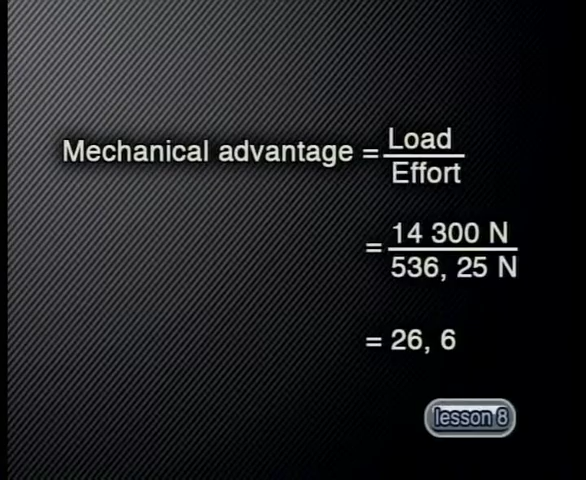 Mechanical advantage = Load
Effort
= 14 300 N
536, 25 N
= 26, 6
lesson 8